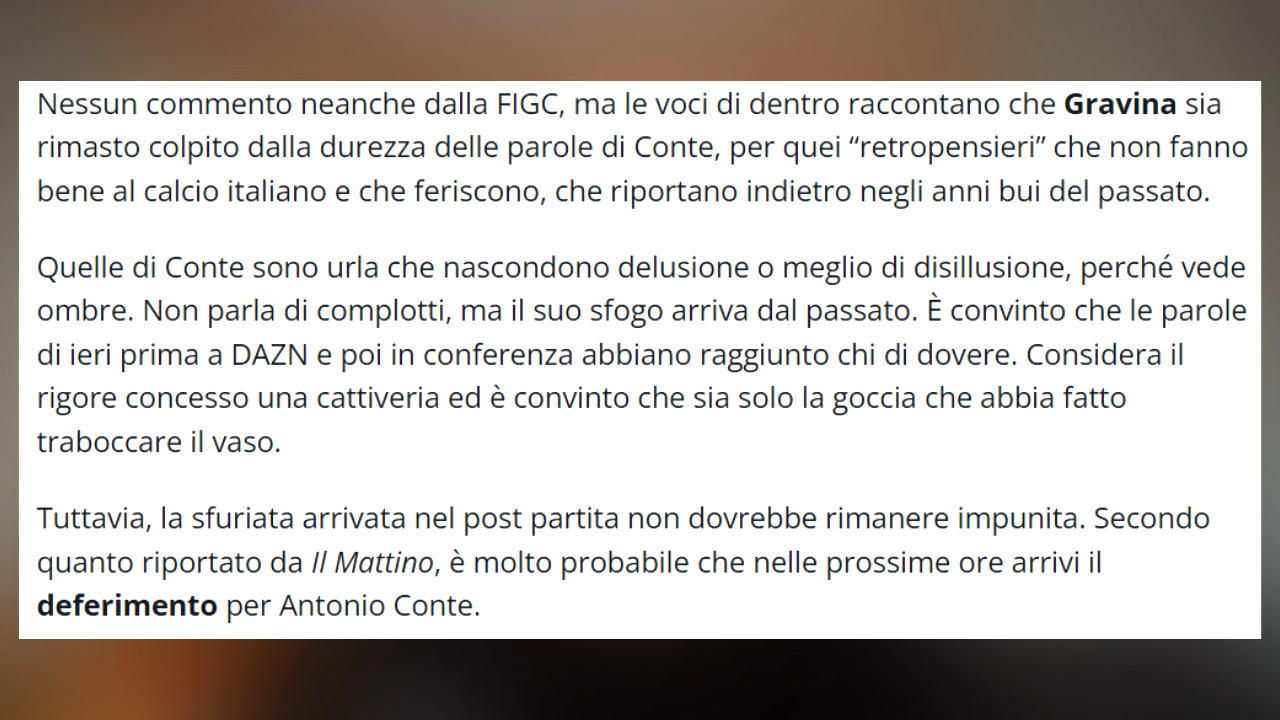 Nessun commento neanche dalla FIGC, ma le voci di dentro raccontano che Gravina sia
rimasto colpito dalla durezza delle parole di Conte, per quei “retropensieri” che non fanno
bene al calcio italiano e che feriscono, che riportano indietro negli anni bui del passato.
Quelle di Conte sono urla che nascondono delusione o meglio di disillusione, perché vede
ombre. Non parla di complotti, ma il suo sfogo arriva dal passato. È convinto che le parole
di ieri prima a DAZN e poi in conferenza abbiano raggiunto chi di dovere. Considera il
rigore concesso una cattiveria ed è convinto che sia solo la goccia che abbia fatto
traboccare il vaso.
Tuttavia, la sfuriata arrivata nel post partita non dovrebbe rimanere impunita. Secondo
quanto riportato da Il Mattino, è molto probabile che nelle prossime ore arrivi il
deferimento per Antonio Conte.